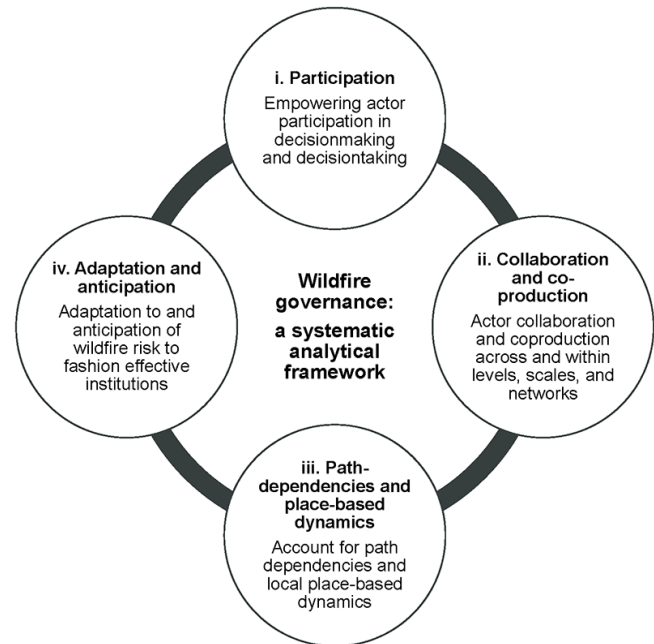 i. Participation
Empowering actor
participation in
decisionmaking
and decisiontaking
iv. Adaptation and
anticipation
Adaptation to and
anticipation of
wildfire risk to
fashion effective
institutions
Wildfire
governance:
a systematic
analytical
framework
ii. Collaboration
and co-
production
Actor collaboration
and coproduction
across and within
levels, scales, and
networks
iii. Path-
dependencies and
place-based
dynamics
Account for path
dependencies and
local place-based
dynamics